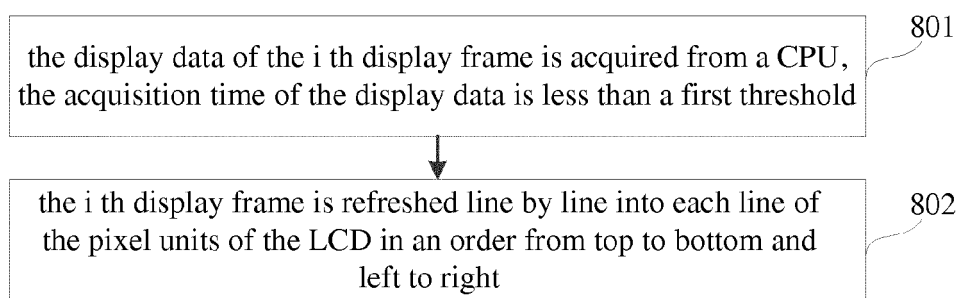 the display data of the i th display frame is acquired from a CPU,
the acquisition time of the display data is less than a first threshold
801
the i th display frame is refreshed line by line into each line of
the pixel units of the LCD in an order from top to bottom and
left to right
802